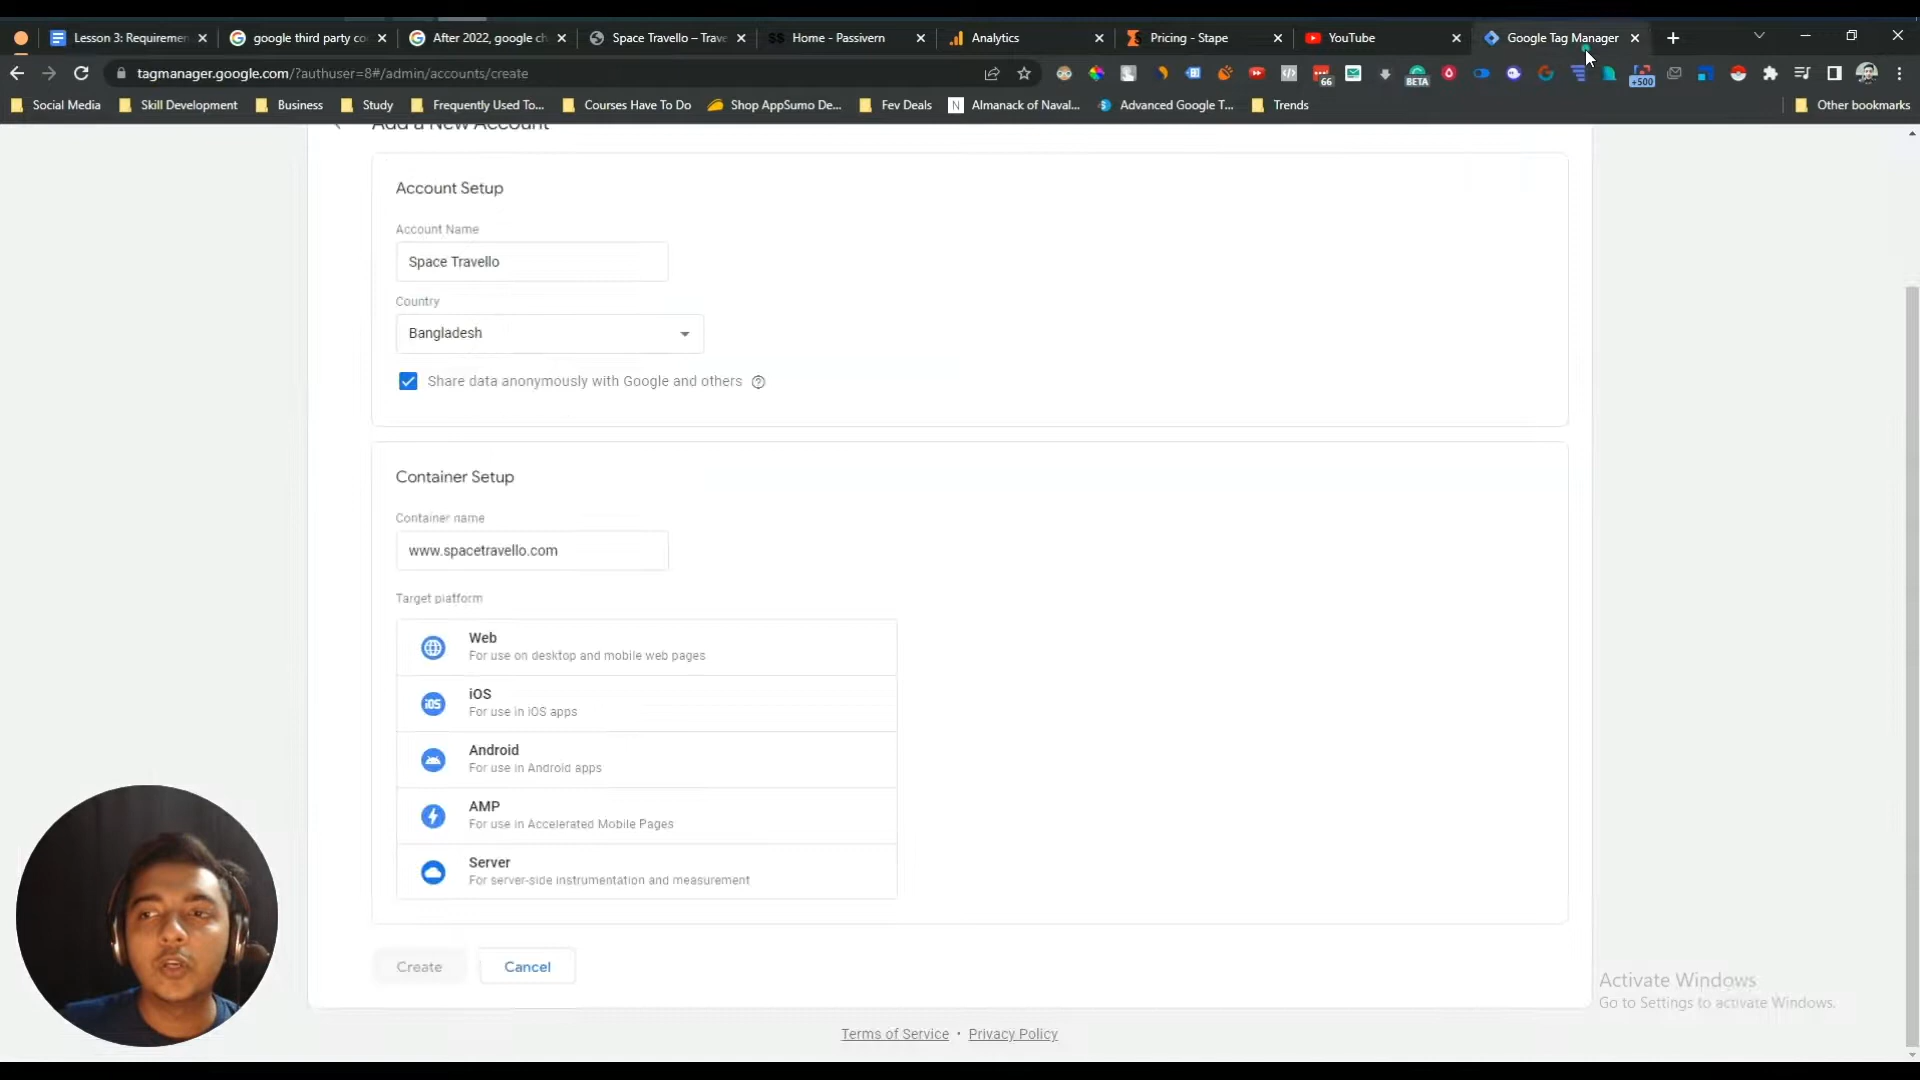 Lesson 3: Requiremen
google third party co
After 2022, google ch
Space Travello – Trav
SS Home - Passivern
Analytics
Pricing - Stape
YouTube
Google Tag Manager
tagmanager.google.com/?authuser=8#/admin/accounts/create
66
BETA
+500
Social Media
Skill Development
Business
Study
Frequently Used To...
Courses Have To Do
Shop AppSumo De...
Fev Deals
N Almanack of Naval...
Advanced Google T...
Trends
Other bookmarks
Add a New Account
Account Setup
Account Name
Space Travello
Country
Bangladesh
Share data anonymously with Google and others
Container Setup
Container name
www.spacetravello.com
Target platform
Web
For use on desktop and mobile web pages
iOS
iOS
For use in iOS apps
Android
For use in Android apps
AMP
For use in Accelerated Mobile Pages
Server
For server-side instrumentation and measurement
Create
Cancel
Activate Windows
Go to Settings to activate Windows.
Terms of Service • Privacy Policy